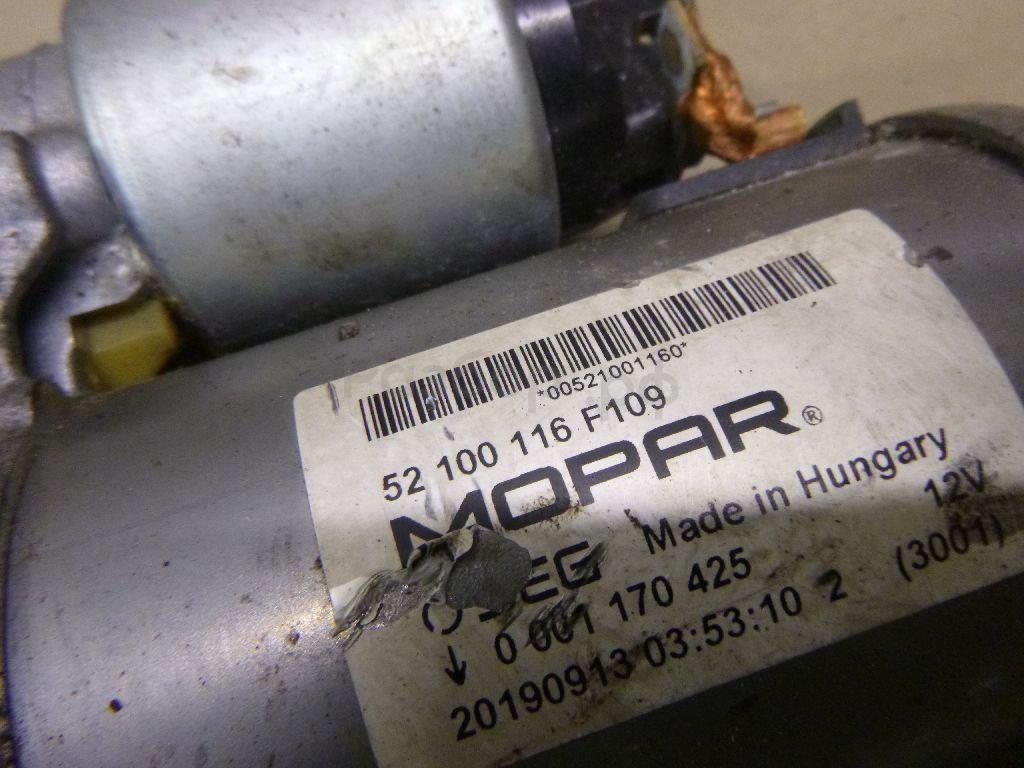 *00521001160*
52 100 116 F109
MOPAR®
SEG Made in Hungary
0 001 170 425 12V
20190913 03:53:10 2 (3001)